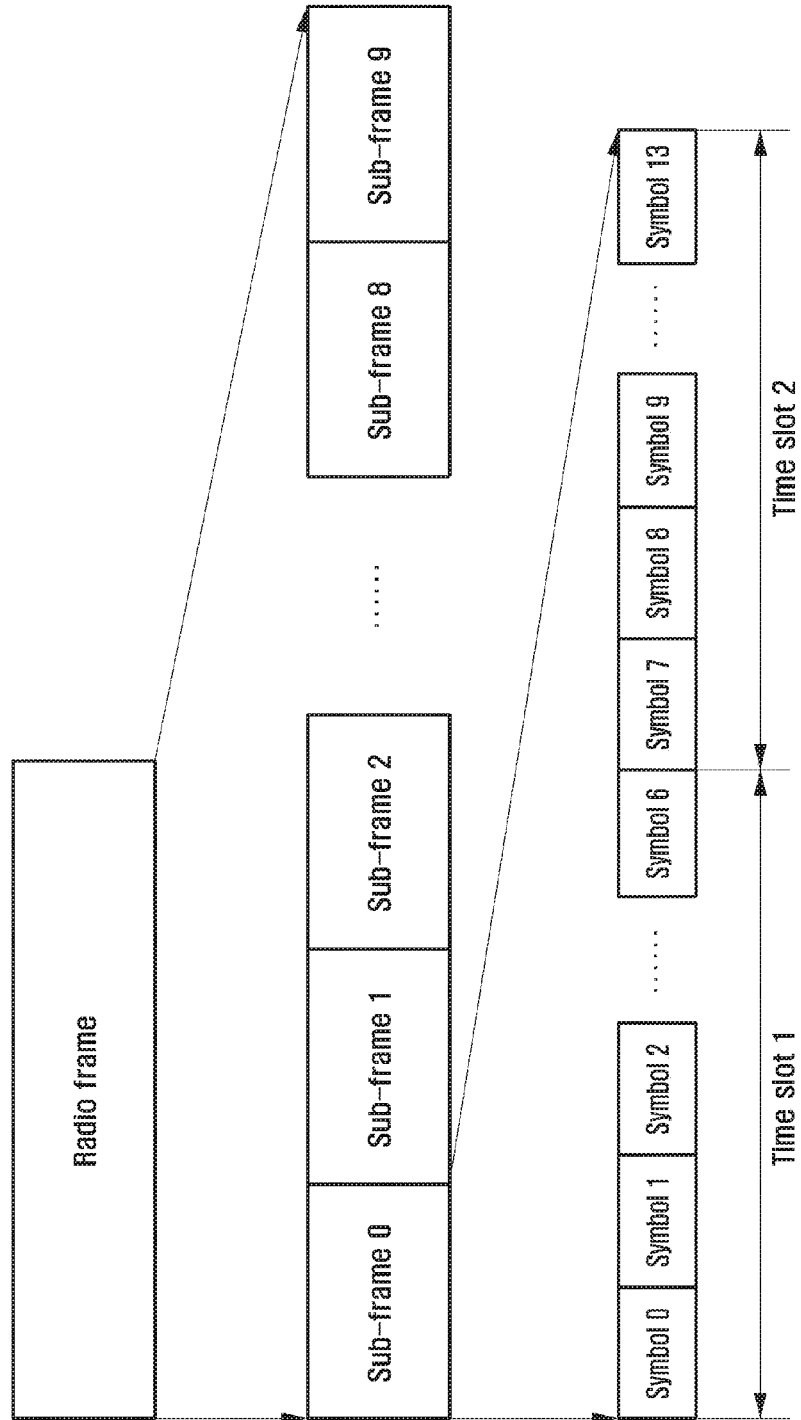 Radio frame
Sub-frame 0 Sub-frame 1 Sub-frame 2 ...... Sub-frame 8 Sub-frame 9
Symbol 0 Symbol 1 Symbol 2 ...... Symbol 6 Symbol 7 Symbol 8 Symbol 9 ...... Symbol 13
Time slot 1 Time slot 2